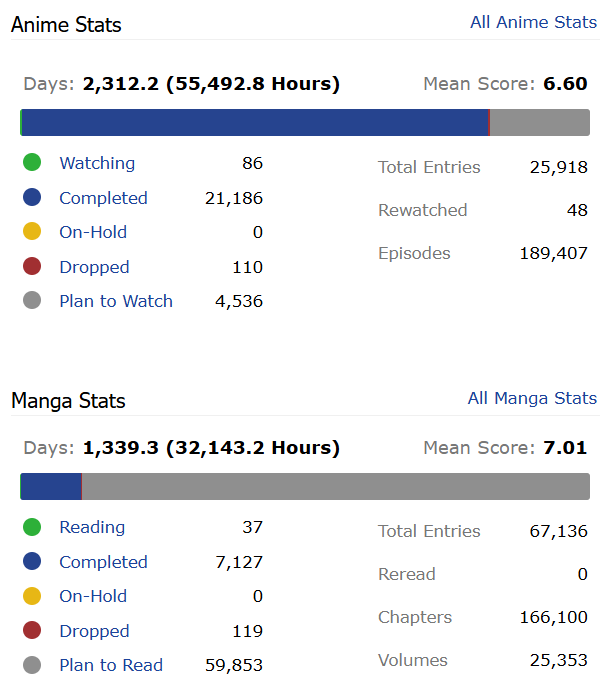 Anime Stats All Anime Stats
Days: 2,312.2 (55,492.8 Hours) Mean Score: 6.60
Watching 86 Total Entries 25,918
Completed 21,186 Rewatched 48
On-Hold 0 Episodes 189,407
Dropped 110
Plan to Watch 4,536
Manga Stats All Manga Stats
Days: 1,339.3 (32,143.2 Hours) Mean Score: 7.01
Reading 37 Total Entries 67,136
Completed 7,127 Reread 0
On-Hold 0 Chapters 166,100
Dropped 119 Volumes 25,353
Plan to Read 59,853